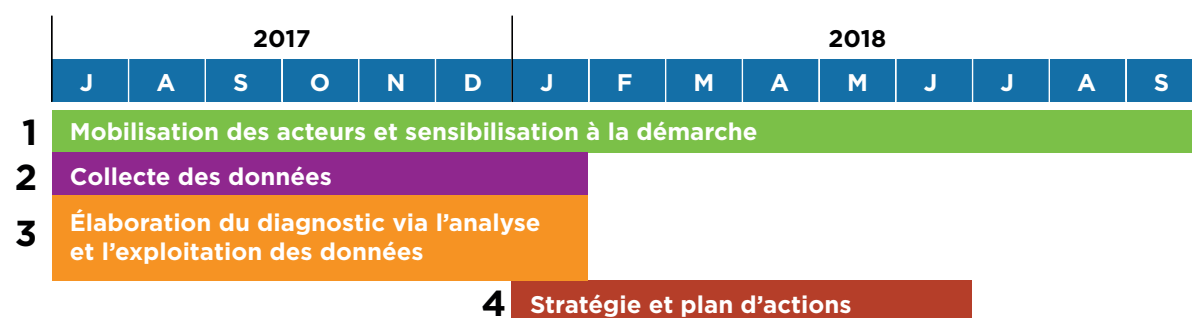 2017 2018
J A S O N D J F M A M J J A S
1 Mobilisation des acteurs et sensibilisation à la démarche
2 Collecte des données
3 Élaboration du diagnostic via l’analyse
et l’exploitation des données
4 Stratégie et plan d’actions